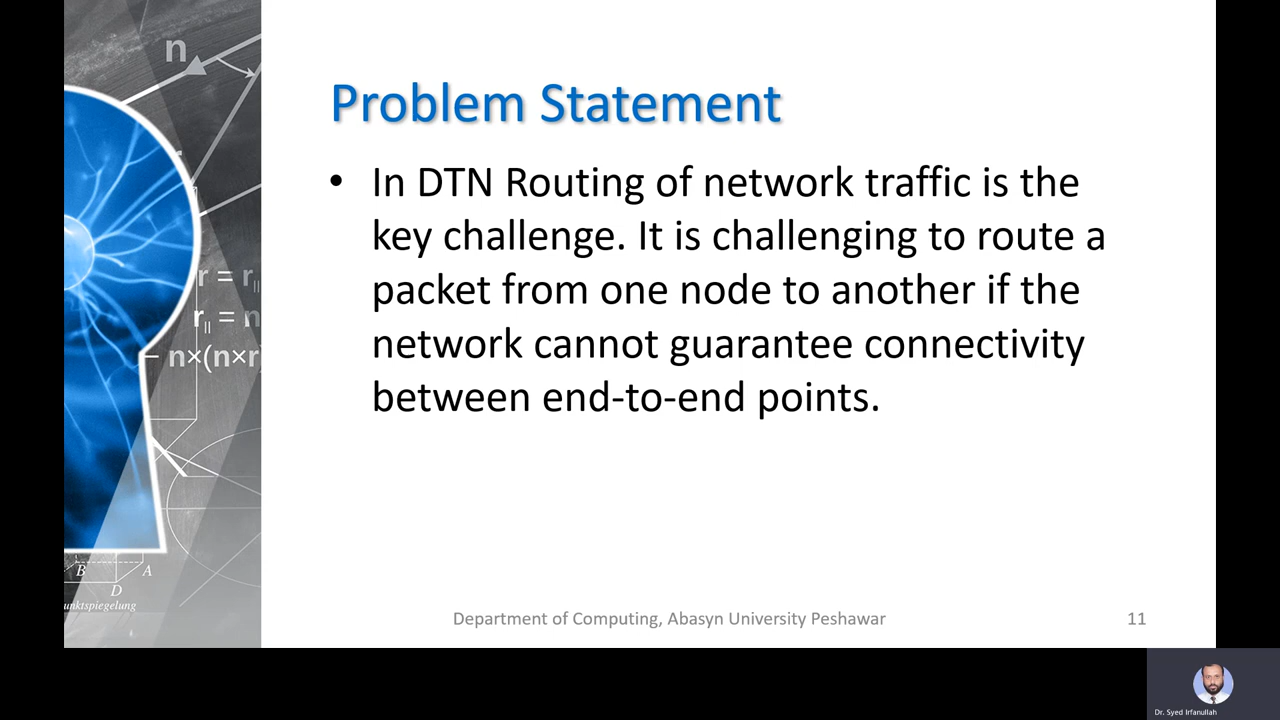 n
Problem Statement
• In DTN Routing of network traffic is the
key challenge. It is challenging to route a
packet from one node to another if the
network cannot guarantee connectivity
between end-to-end points.
r = r||
r|| = n
n×(n×r)
B
A
D
unktspiegelung
Department of Computing, Abasyn University Peshawar
11
Dr. Syed Irfanullah